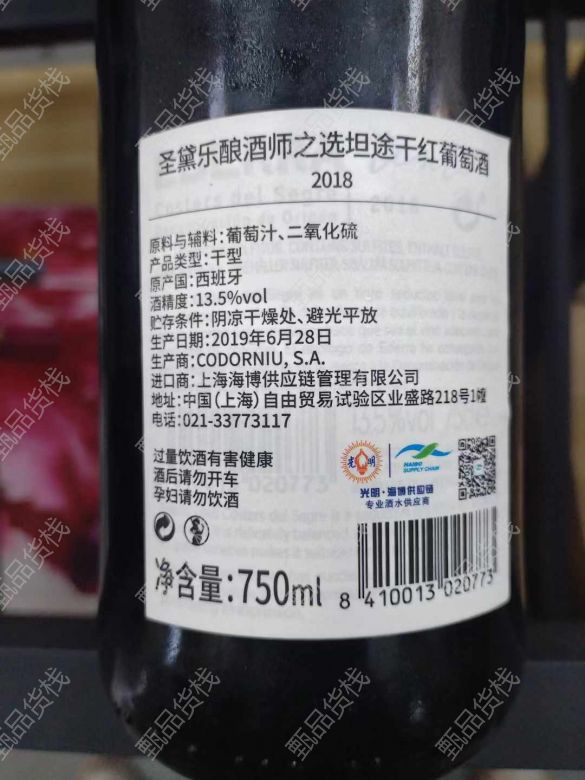 圣黛乐酿酒师之选坦途干红葡萄酒
2018
原料与辅料:葡萄汁、二氧化硫
产品类型:干型
原产国:西班牙
酒精度:13.5%vol
贮存条件:阴凉干燥处、避光平放
生产日期:2019年6月28日
生产商:CODORNIU, S.A.
进口商:上海海博供应链管理有限公司
地址:中国(上海)自由贸易试验区业盛路218号1幢
电话:021-33773117
过量饮酒有害健康
酒后请勿开车
孕妇请勿饮酒
光明
HAIBO
SUPPLY CHAIN
光明·海博供应链
专业酒水供应商
净含量:750ml
8 410013 020773
甄品货栈